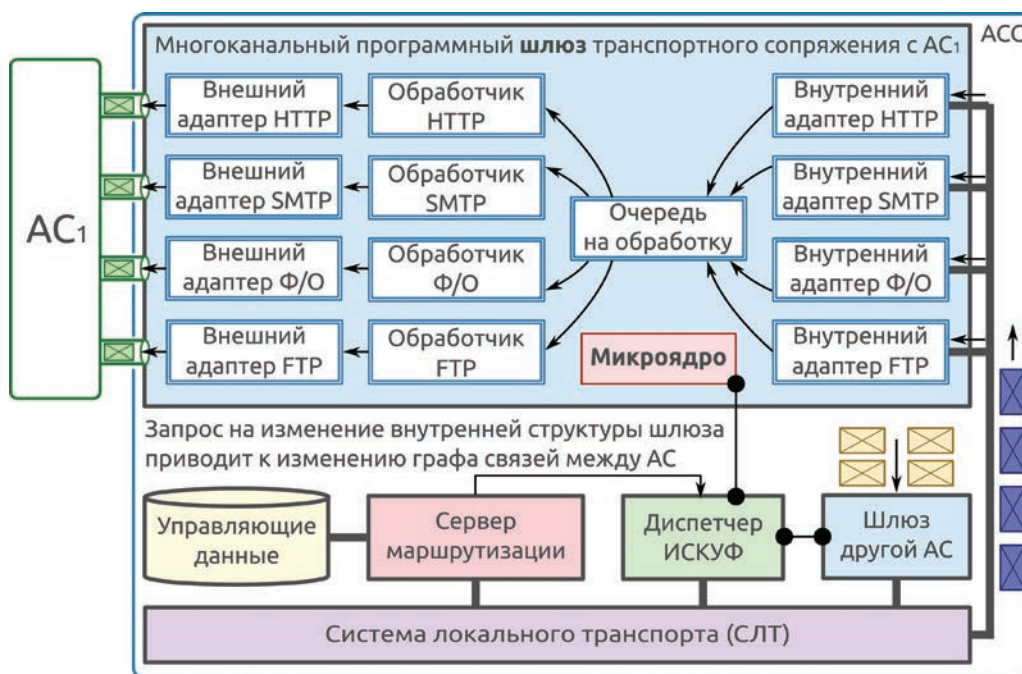 Многоканальный программный шлюз транспортного сопряжения с АС1
АС1
Внешний
адаптер HTTP
Обработчик
HTTP
Внутренний
адаптер HTTP
Внешний
адаптер SMTP
Обработчик
SMTP
Внутренний
адаптер SMTP
Очередь
на обработку
Внешний
адаптер Ф/О
Обработчик
Ф/О
Внутренний
адаптер Ф/О
Внешний
адаптер FTP
Обработчик
FTP
Внутренний
адаптер FTP
Микроядро
Запрос на изменение внутренней структуры шлюза
приводит к изменению графа связей между АС
Управляющие
данные
Сервер
маршрутизации
Диспетчер
ИСКУФ
Шлюз
другой АС
Система локального транспорта (СЛТ)